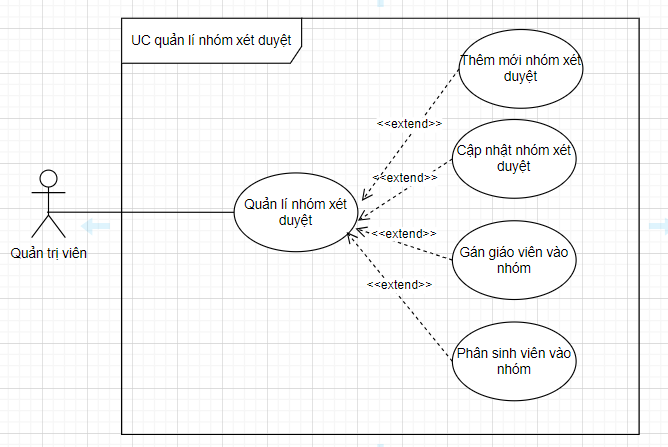 UC quản lí nhóm xét duyệt
Thêm mới nhóm xét
duyệt
<<extend>>
Cập nhật nhóm xét
duyệt
<<extend>>
Quản lí nhóm xét
duyệt
<<extend>>
Gán giáo viên vào
nhóm
Quản trị viên
<<extend>>
Phân sinh viên vào
nhóm